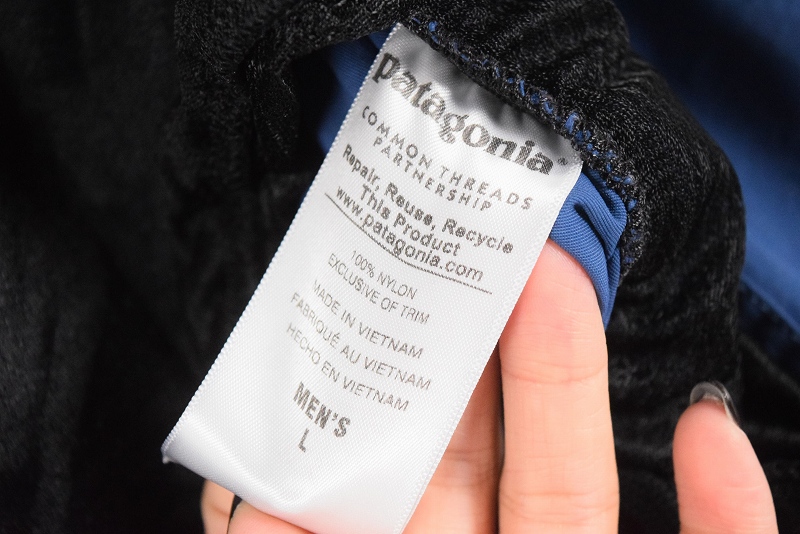 patagonia®
COMMON THREADS
PARTNERSHIP
Repair, Reuse, Recycle
This Product
www.patagonia.com
100% NYLON
EXCLUSIVE OF TRIM
MADE IN VIETNAM
FABRIQUÉ AU VIETNAM
HECHO EN VIETNAM
MEN'S
L